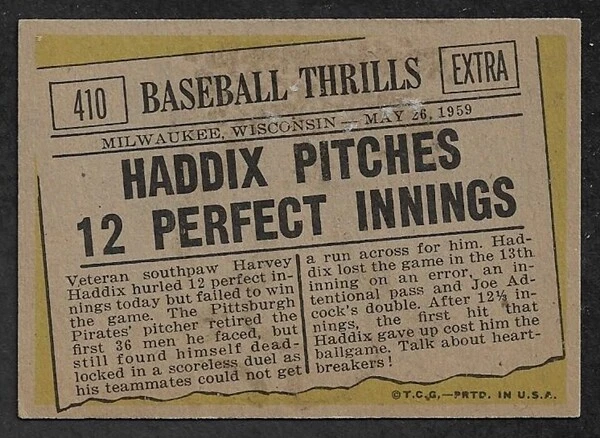 410
BASEBALL THRILLS
EXTRA
MILWAUKEE, WISCONSIN — MAY 26, 1959
HADDIX PITCHES
12 PERFECT INNINGS
Veteran southpaw Harvey
Haddix hurled 12 perfect in-
nings today but failed to win
the game. The Pittsburgh
Pirates' pitcher retired the
first 36 men he faced, but
still found himself dead-
locked in a scoreless duel as
his teammates could not get
a run across for him. Had-
dix lost the game in the 13th
inning on an error, an in-
tentional pass and Joe Ad-
cock's double. After 12⅔ in-
nings, the first hit that
Haddix gave up cost him the
ballgame. Talk about heart-
breakers!
©T.C.G.—PRTD. IN U.S.A.